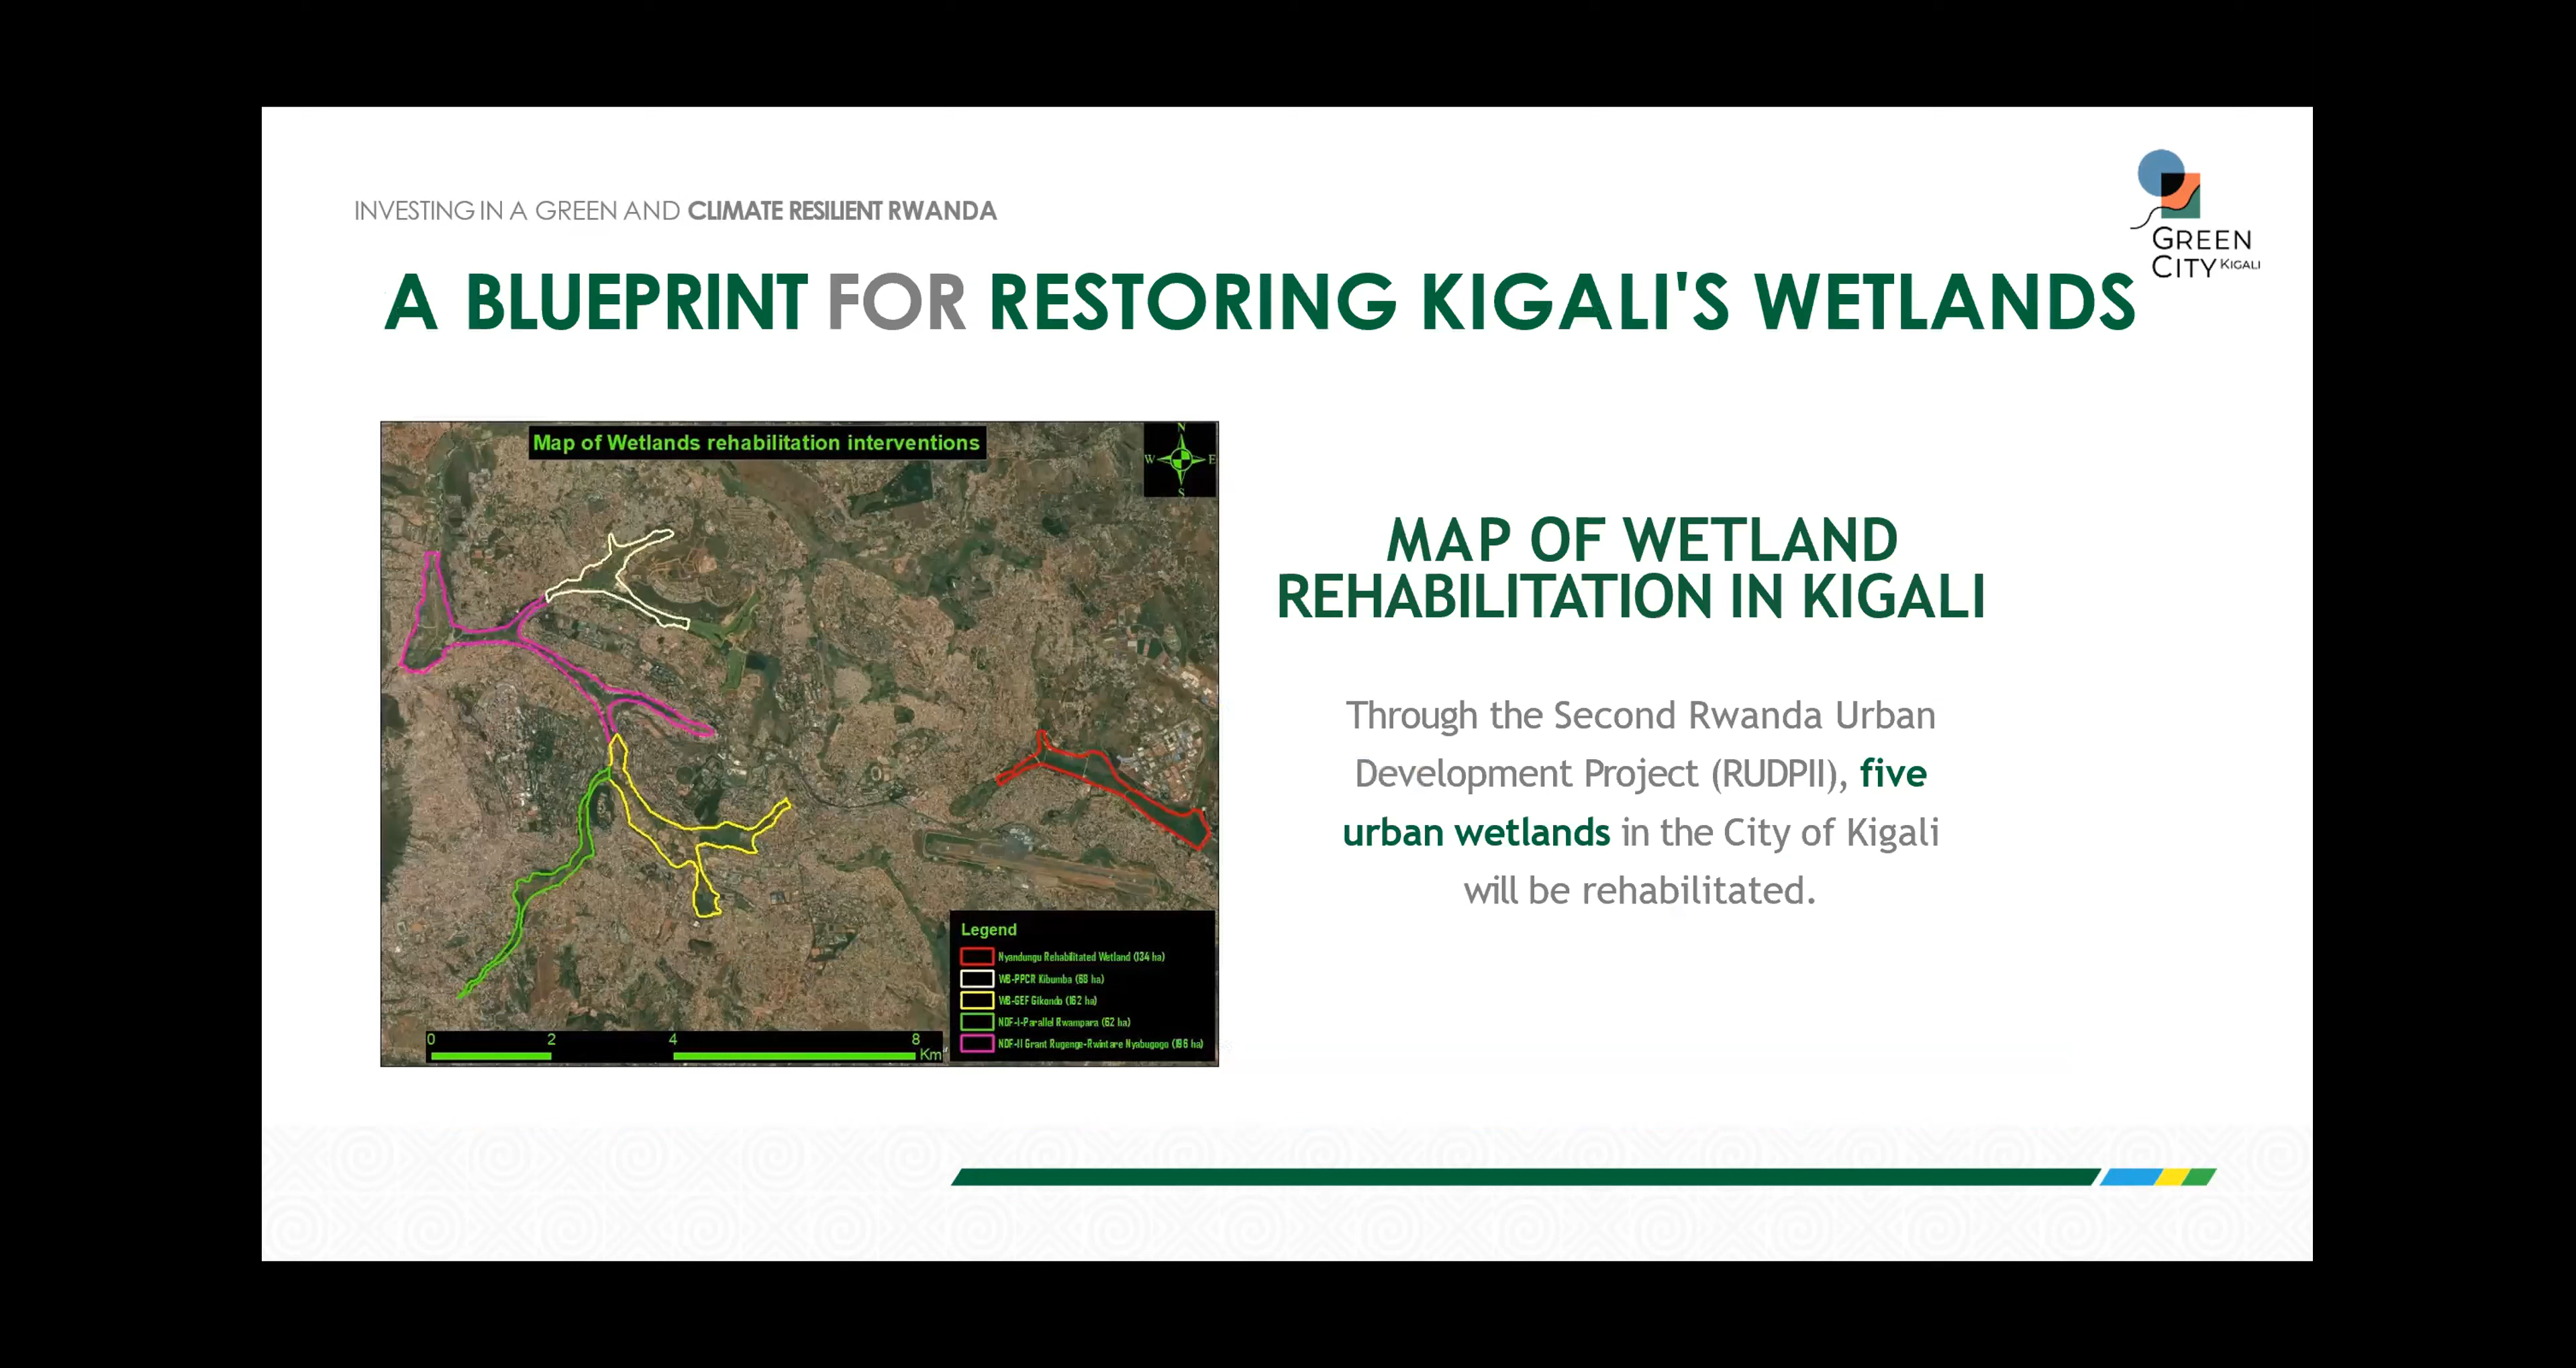 INVESTING IN A GREEN AND CLIMATE RESILIENT RWANDA
GREEN
CITY KIGALI
A BLUEPRINT FOR RESTORING KIGALI'S WETLANDS
Map of Wetlands rehabilitation interventions
N
W E
S
Legend
Nyandungu Rehabilitated Wetland (134 ha)
WB-PPCR Kibumba (68 ha)
WB-GEF Gikondo (162 ha)
NDF-I-Parallel Rwampara (62 ha)
NDF-II Grant Rugenge-Rwintare Nyabugogo (196 ha)
0 2 4 8
Km
MAP OF WETLAND
REHABILITATION IN KIGALI
Through the Second Rwanda Urban
Development Project (RUDPII), five
urban wetlands in the City of Kigali
will be rehabilitated.